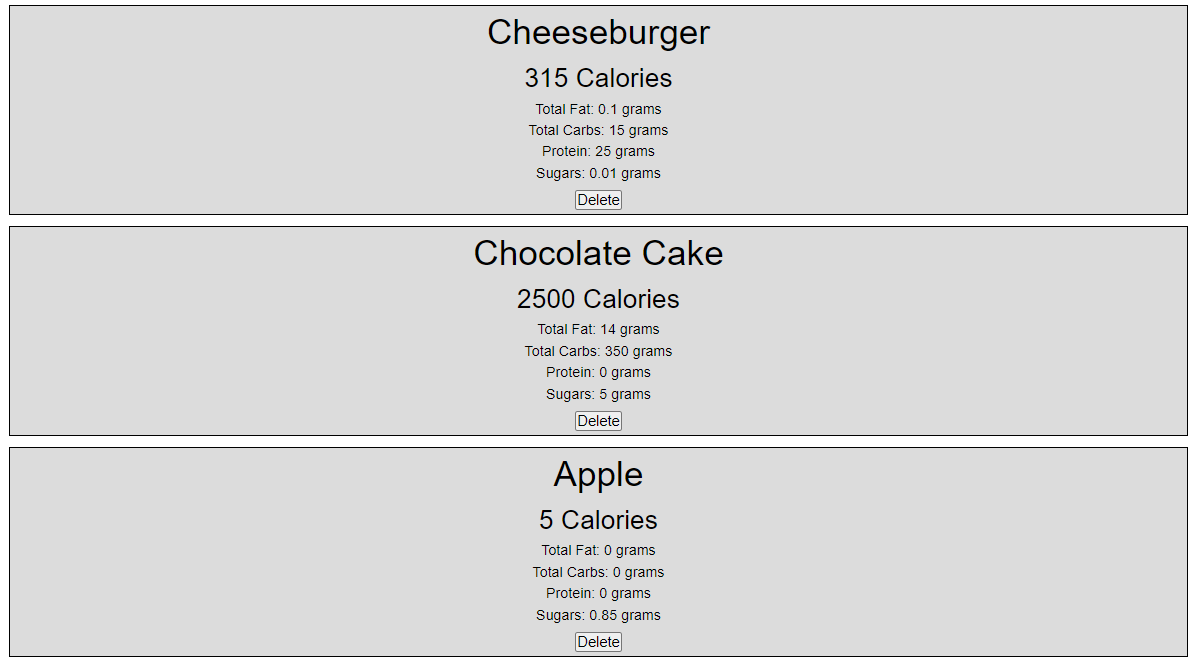 Cheeseburger
315 Calories
Total Fat: 0.1 grams
Total Carbs: 15 grams
Protein: 25 grams
Sugars: 0.01 grams
Delete
Chocolate Cake
2500 Calories
Total Fat: 14 grams
Total Carbs: 350 grams
Protein: 0 grams
Sugars: 5 grams
Delete
Apple
5 Calories
Total Fat: 0 grams
Total Carbs: 0 grams
Protein: 0 grams
Sugars: 0.85 grams
Delete